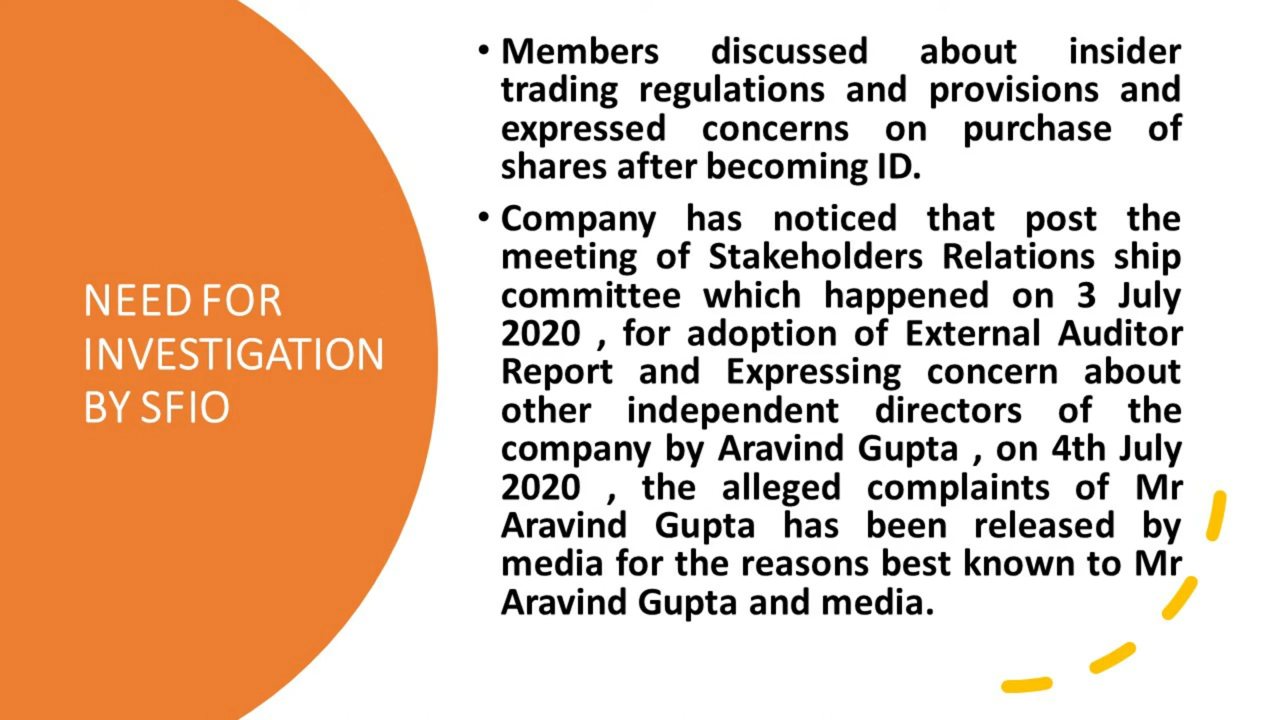 NEED FOR
INVESTIGATION
BY SFIO
• Members discussed about insider
trading regulations and provisions and
expressed concerns on purchase of
shares after becoming ID.
• Company has noticed that post the
meeting of Stakeholders Relations ship
committee which happened on 3 July
2020 , for adoption of External Auditor
Report and Expressing concern about
other independent directors of the
company by Aravind Gupta , on 4th July
2020 , the alleged complaints of Mr
Aravind Gupta has been released by
media for the reasons best known to Mr
Aravind Gupta and media.